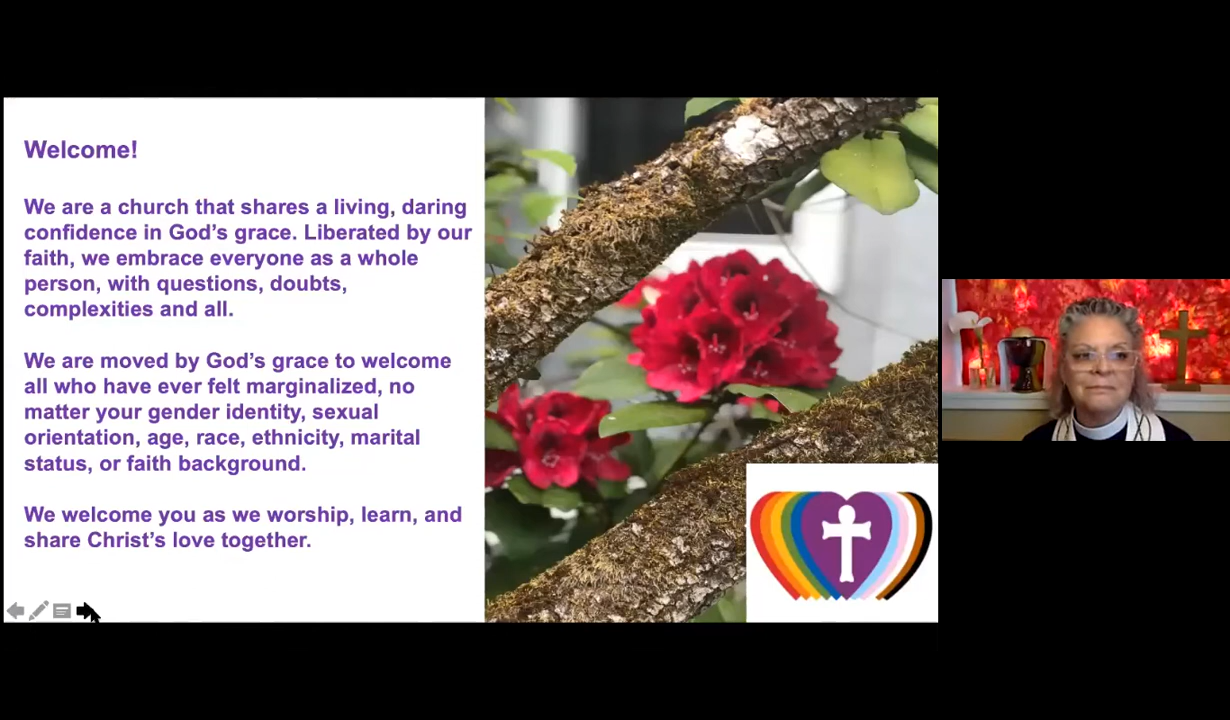 Welcome!
We are a church that shares a living, daring
confidence in God's grace. Liberated by our
faith, we embrace everyone as a whole
person, with questions, doubts,
complexities and all.
We are moved by God's grace to welcome
all who have ever felt marginalized, no
matter your gender identity, sexual
orientation, age, race, ethnicity, marital
status, or faith background.
We welcome you as we worship, learn, and
share Christ's love together.